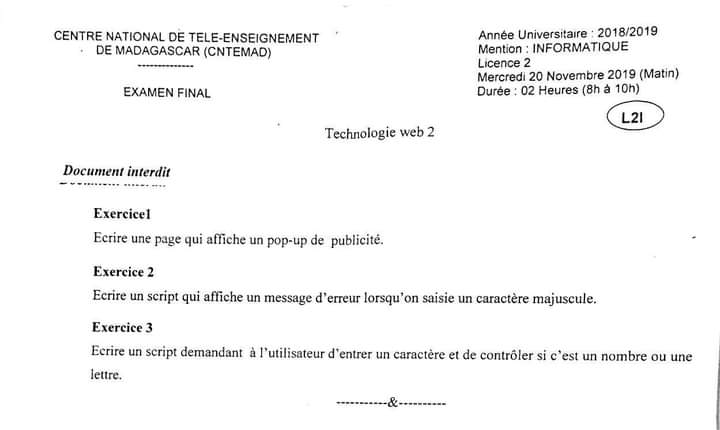 CENTRE NATIONAL DE TELE-ENSEIGNEMENT
DE MADAGASCAR (CNTEMAD)
--------------
EXAMEN FINAL
Année Universitaire : 2018/2019
Mention : INFORMATIQUE
Licence 2
Mercredi 20 Novembre 2019 (Matin)
Durée : 02 Heures (8h à 10h)
L2I
Technologie web 2
Document interdit
Exercice1
Ecrire une page qui affiche un pop-up de publicité.
Exercice 2
Ecrire un script qui affiche un message d'erreur lorsqu'on saisie un caractère majuscule.
Exercice 3
Ecrire un script demandant à l'utilisateur d'entrer un caractère et de contrôler si c'est un nombre ou une
lettre.
-----------&----------